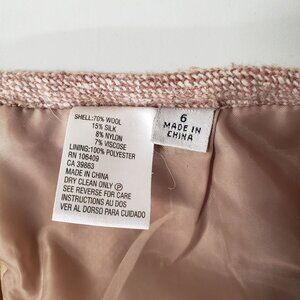 SHELL:70% WOOL
15% SILK
8% NYLON
7% VISCOSE
LINING:100% POLYESTER
RN 106409
CA 39863
MADE IN CHINA
DRY CLEAN ONLY Ⓟ
SEE REVERSE FOR CARE
INSTRUCTIONS AU DOS
VER AL DORSO PARA CUIDADO
6
MADE IN
CHINA